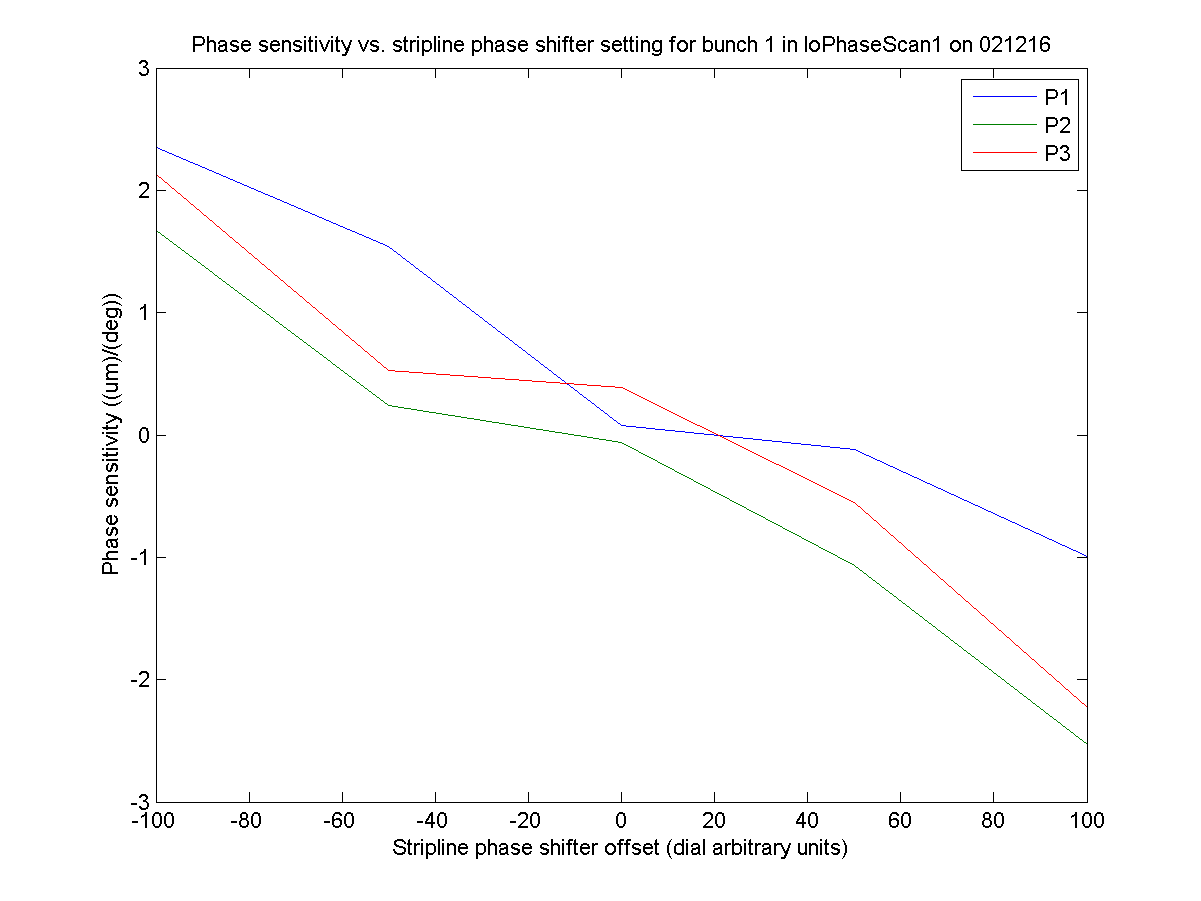 Phase sensitivity vs. stripline phase shifter setting for bunch 1 in loPhaseScan1 on 021216
P1
P2
P3
Phase sensitivity ((um)/(deg))
3
2
1
0
-1
-2
-3
-100 -80 -60 -40 -20 0 20 40 60 80 100
Stripline phase shifter offset (dial arbitrary units)